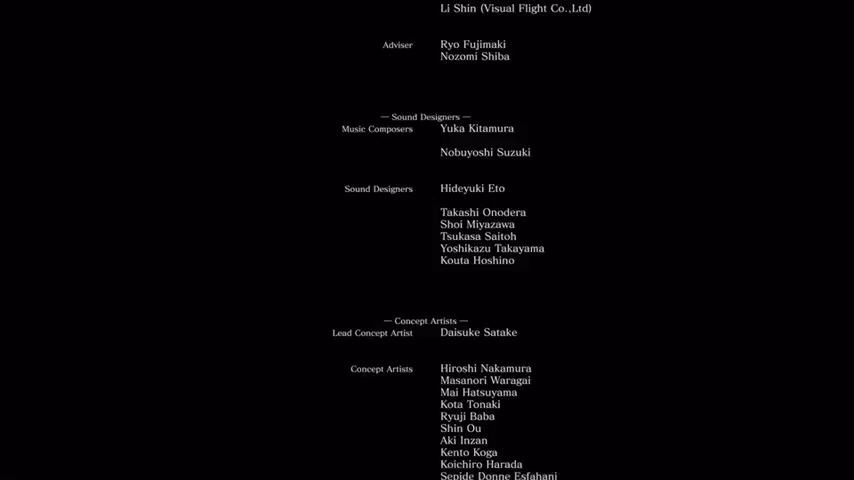 Li Shin (Visual Flight Co.,Ltd)
Adviser Ryo Fujimaki
Nozomi Shiba
— Sound Designers —
Music Composers Yuka Kitamura
Nobuyoshi Suzuki
Sound Designers Hideyuki Eto
Takashi Onodera
Shoi Miyazawa
Tsukasa Saitoh
Yoshikazu Takayama
Kouta Hoshino
— Concept Artists —
Lead Concept Artist Daisuke Satake
Concept Artists Hiroshi Nakamura
Masanori Waragai
Mai Hatsuyama
Kota Tonaki
Ryuji Baba
Shin Ou
Aki Inzan
Kento Koga
Koichiro Harada
Sepide Donne Esfahani